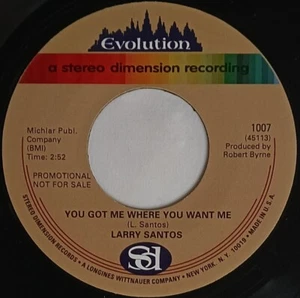 Evolution
a stereo dimension recording
Michlar Publ.
Company
(BMI)
Time: 2:52
1007
(45113)
Produced by
Robert Byrne
PROMOTIONAL
NOT FOR SALE
YOU GOT ME WHERE YOU WANT ME
(L. Santos)
LARRY SANTOS
Sd
STEREO DIMENSION RECORDS • A LONGINES WITTNAUER COMPANY • NEW YORK, N.Y. 10019 • MADE IN U.S.A.